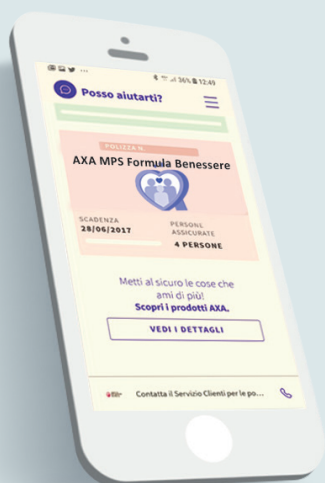 36% 12:49
Posso aiutarti?
POLIZZA N.
AXA MPS Formula Benessere
SCADENZA
28/06/2017
PERSONE
ASSICURATE
4 PERSONE
Metti al sicuro le cose che
ami di più!
Scopri i prodotti AXA.
VEDI I DETTAGLI
Contatta il Servizio Clienti per le po...